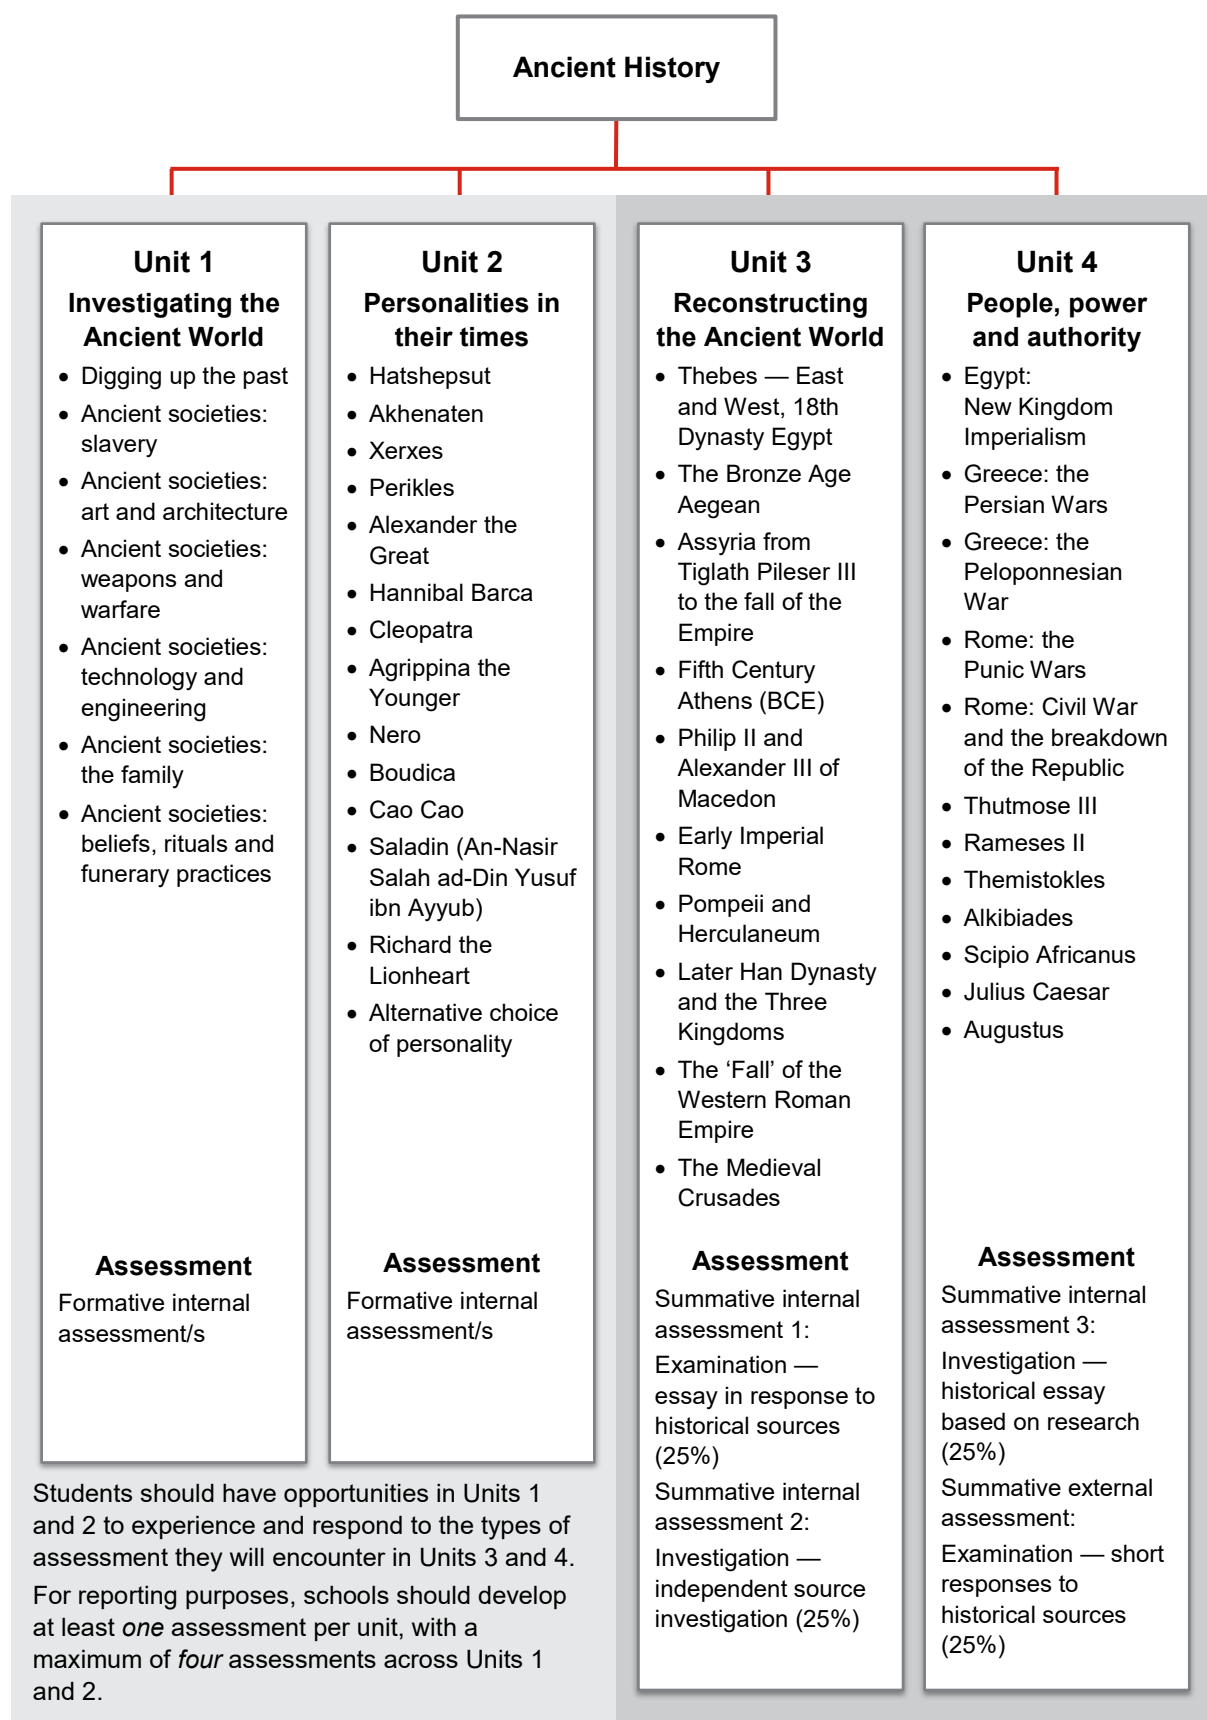 Ancient History
Unit 1
Investigating the
Ancient World
• Digging up the past
• Ancient societies:
slavery
• Ancient societies:
art and architecture
• Ancient societies:
weapons and
warfare
• Ancient societies:
technology and
engineering
• Ancient societies:
the family
• Ancient societies:
beliefs, rituals and
funerary practices
Assessment
Formative internal
assessment/s
Unit 2
Personalities in
their times
• Hatshepsut
• Akhenaten
• Xerxes
• Perikles
• Alexander the
Great
• Hannibal Barca
• Cleopatra
• Agrippina the
Younger
• Nero
• Boudica
• Cao Cao
• Saladin (An-Nasir
Salah ad-Din Yusuf
ibn Ayyub)
• Richard the
Lionheart
• Alternative choice
of personality
Assessment
Formative internal
assessment/s
Students should have opportunities in Units 1
and 2 to experience and respond to the types of
assessment they will encounter in Units 3 and 4.
For reporting purposes, schools should develop
at least one assessment per unit, with a
maximum of four assessments across Units 1
and 2.
Unit 3
Reconstructing
the Ancient World
• Thebes — East
and West, 18th
Dynasty Egypt
• The Bronze Age
Aegean
• Assyria from
Tiglath Pileser III
to the fall of the
Empire
• Fifth Century
Athens (BCE)
• Philip II and
Alexander III of
Macedon
• Early Imperial
Rome
• Pompeii and
Herculaneum
• Later Han Dynasty
and the Three
Kingdoms
• The ‘Fall’ of the
Western Roman
Empire
• The Medieval
Crusades
Assessment
Summative internal
assessment 1:
Examination —
essay in response to
historical sources
(25%)
Summative internal
assessment 2:
Investigation —
independent source
investigation (25%)
Unit 4
People, power
and authority
• Egypt:
New Kingdom
Imperialism
• Greece: the
Persian Wars
• Greece: the
Peloponnesian
War
• Rome: the
Punic Wars
• Rome: Civil War
and the breakdown
of the Republic
• Thutmose III
• Rameses II
• Themistokles
• Alkibiades
• Scipio Africanus
• Julius Caesar
• Augustus
Assessment
Summative internal
assessment 3:
Investigation —
historical essay
based on research
(25%)
Summative external
assessment:
Examination — short
responses to
historical sources
(25%)